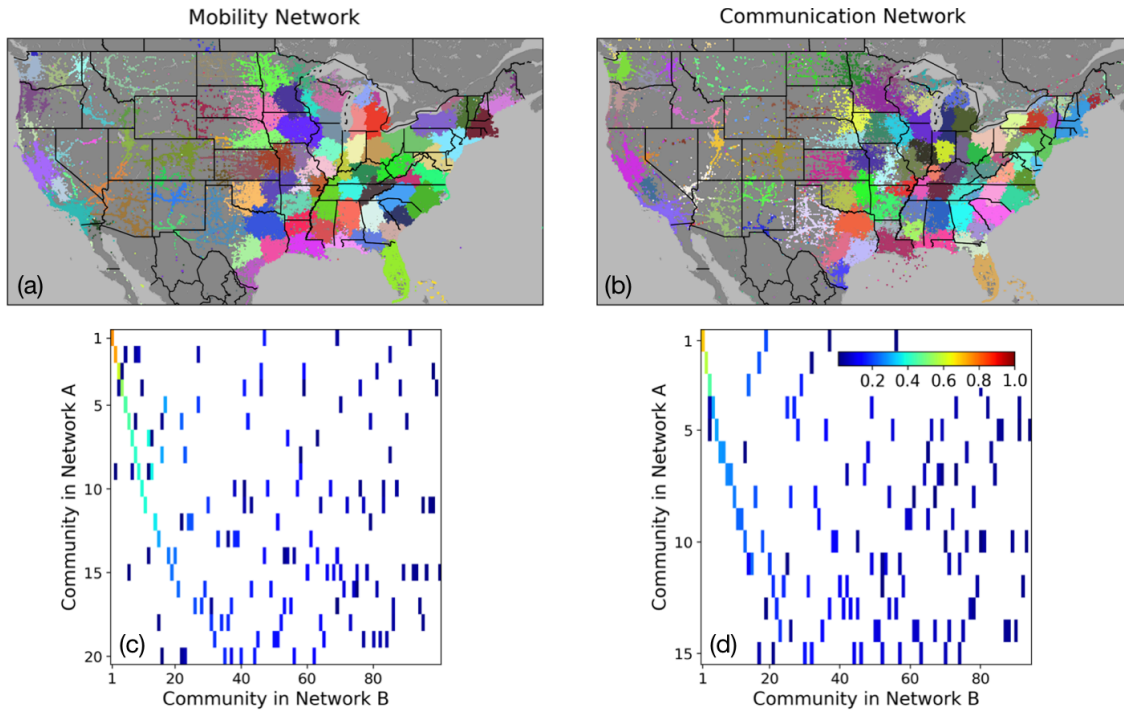 Mobility Network
Communication Network
(a)
(b)
Community in Network A
1
5
10
15
20
(c)
1
20
40
60
80
Community in Network B
Community in Network A
1
5
10
15
0.2
0.4
0.6
0.8
1.0
(d)
1
20
40
60
80
Community in Network B